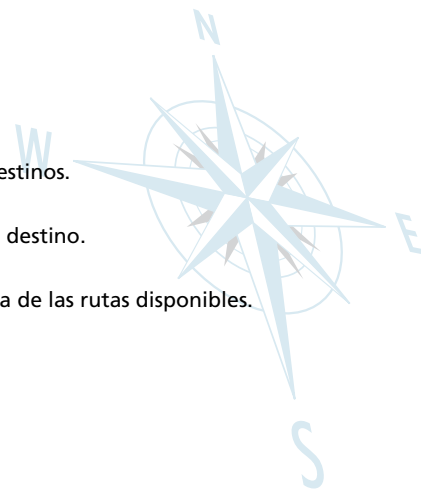 N
W
estinos.
E
destino.
a de las rutas disponibles.
S